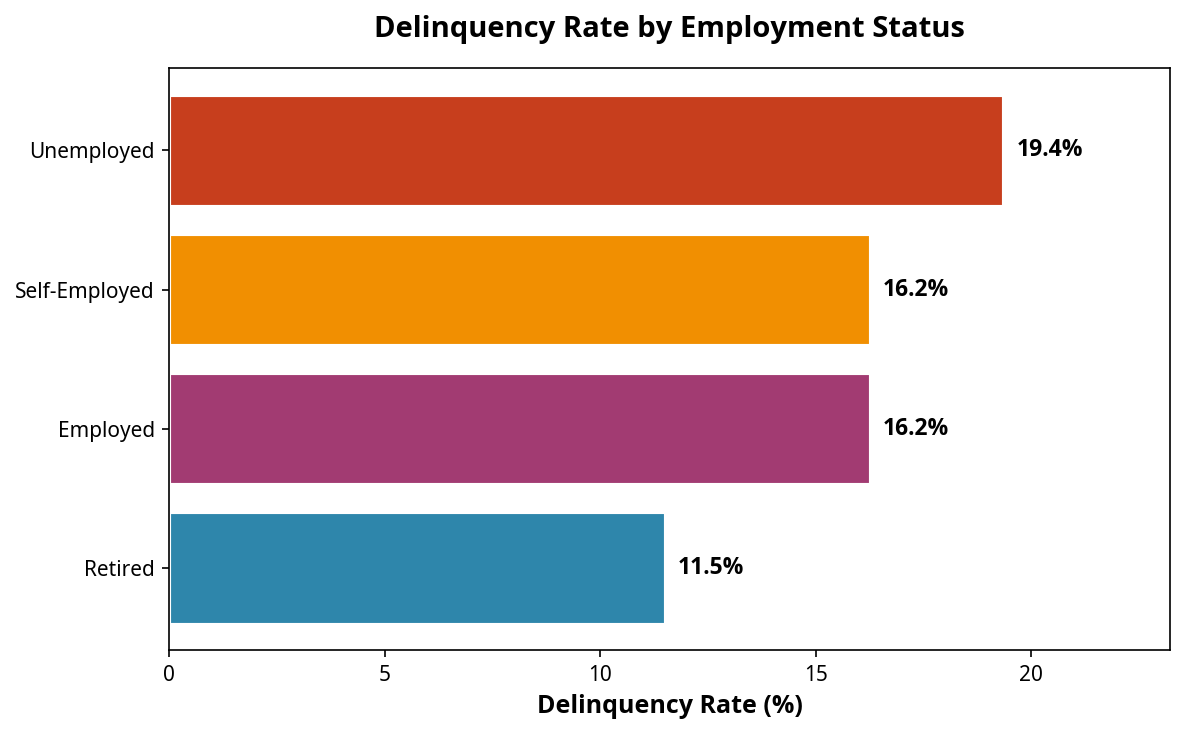 Delinquency Rate by Employment Status
Unemployed
19.4%
Self-Employed
16.2%
Employed
16.2%
Retired
11.5%
0 5 10 15 20
Delinquency Rate (%)